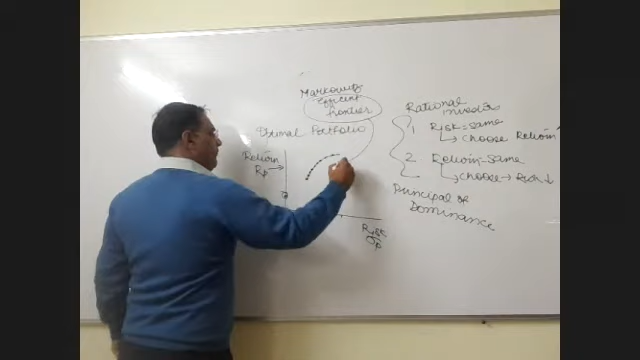 Markowitz
Efficient
frontier
Optimal Portfolio
Return
Rp
Risk
σp
Rational
investor
1 Risk = Same
Choose Return ↑
2 Return - Same
Choose → Risk ↓
Principal of
Dominance